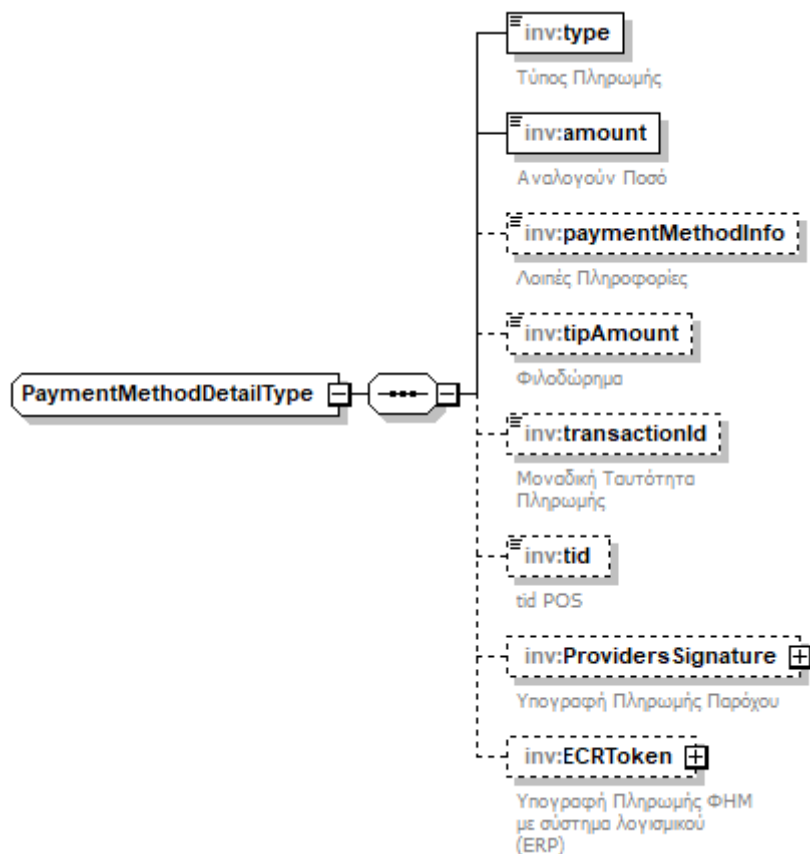 inv:type
Τύπος Πληρωμής
inv:amount
Αναλογούν Ποσό
inv:paymentMethodInfo
Λοιπές Πληροφορίες
inv:tipAmount
Φιλοδώρημα
PaymentMethodDetailType
inv:transactionId
Μοναδική Ταυτότητα
Πληρωμής
inv:tid
tid POS
inv:ProvidersSignature
Υπογραφή Πληρωμής Παρόχου
inv:ECRToken
Υπογραφή Πληρωμής ΦΗΜ
με σύστημα λογισμικού
(ERP)